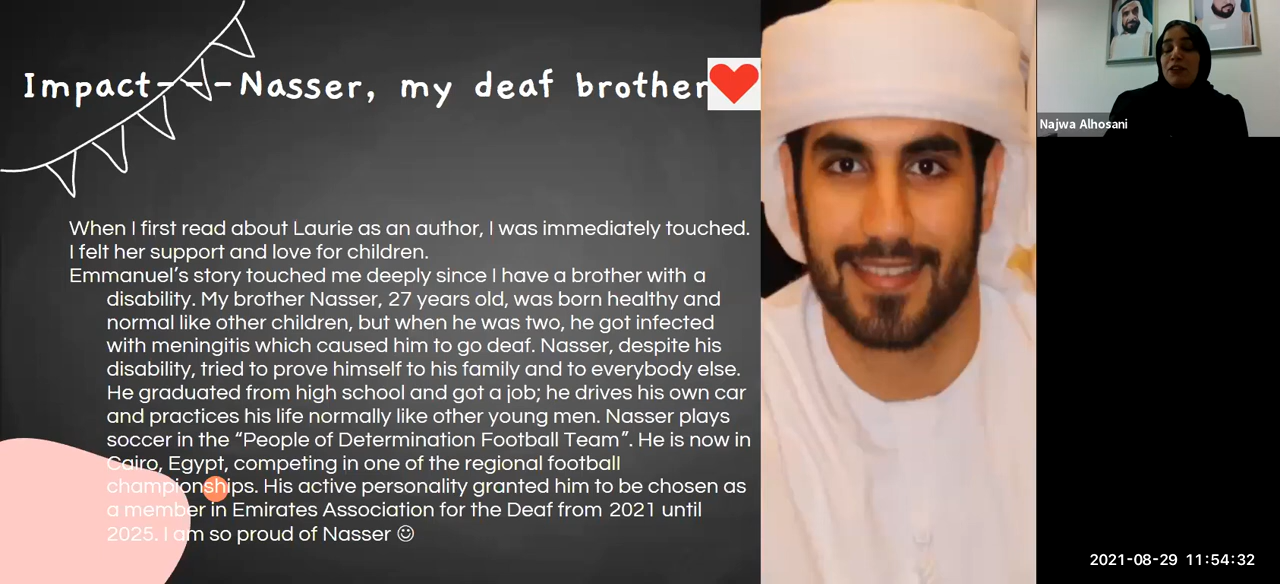 Impact---Nasser, my deaf brother
When I first read about Laurie as an author, I was immediately touched.
I felt her support and love for children.
Emmanuel’s story touched me deeply since I have a brother with a
disability. My brother Nasser, 27 years old, was born healthy and
normal like other children, but when he was two, he got infected
with meningitis which caused him to go deaf. Nasser, despite his
disability, tried to prove himself to his family and to everybody else.
He graduated from high school and got a job; he drives his own car
and practices his life normally like other young men. Nasser plays
soccer in the “People of Determination Football Team”. He is now in
Cairo, Egypt, competing in one of the regional football
championships. His active personality granted him to be chosen as
a member in Emirates Association for the Deaf from 2021 until
2025. I am so proud of Nasser ☺
Najwa Alhosani
2021-08-29 11:54:32